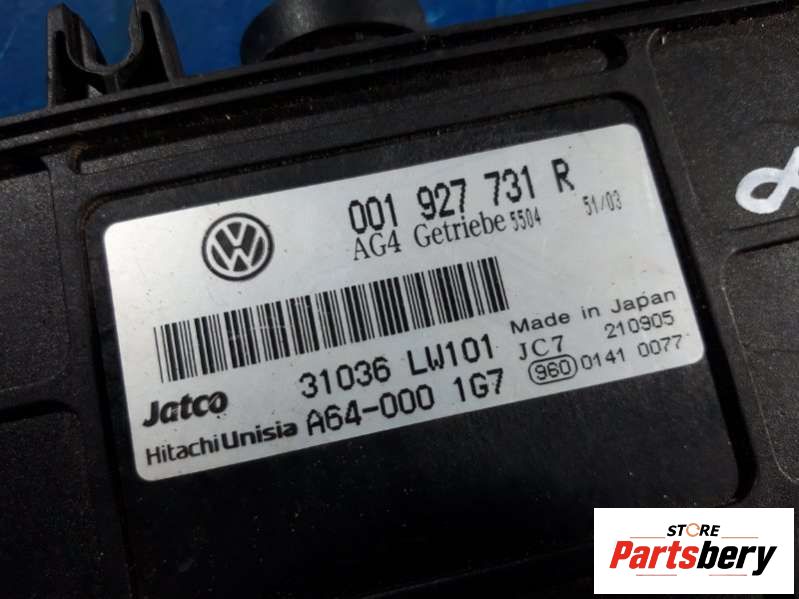 001 927 731 R
AG4 Getriebe 5504 51/03
31036 LW101
Jatco
HitachiUnisia A64-000 1G7
Made in Japan
JC7 210905
960 0141 0077
STORE
Partsbery